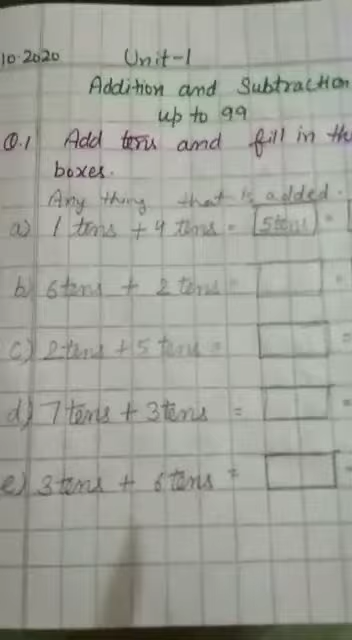 10.2020 Unit-1
Addition and Subtraction
up to 99
Q.1 Add tens and fill in the
boxes.
Any thing that is added.
a) 1 tens + 4 tens = 5 tens =
b) 6 tens + 2 tens = =
c) 2 tens + 5 tens = =
d) 7 tens + 3 tens = =
e) 3 tens + 6 tens =